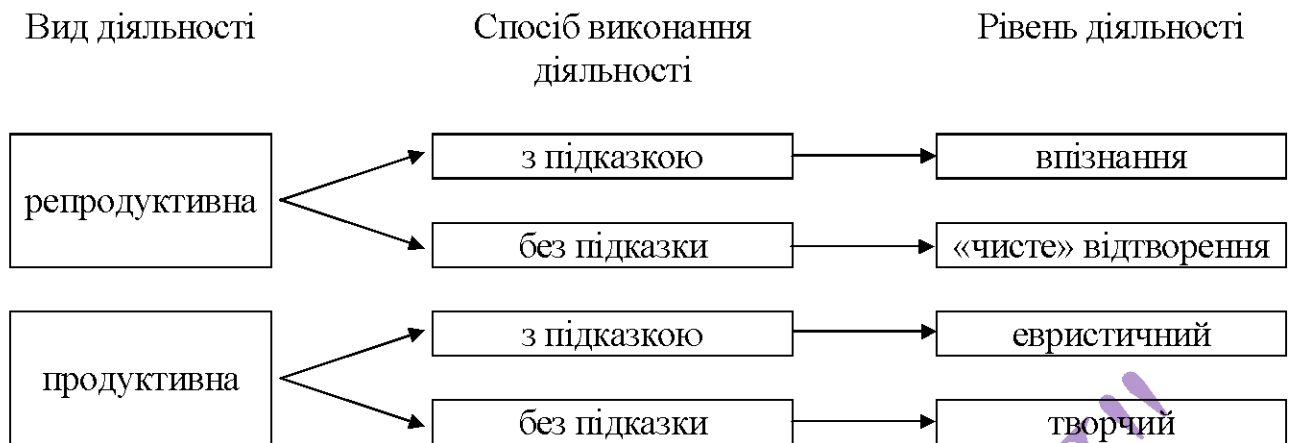 Вид діяльності
Спосіб виконання
діяльності
Рівень діяльності
репродуктивна
з підказкою
впізнання
без підказки
«чисте» відтворення
продуктивна
з підказкою
евристичний
без підказки
творчий